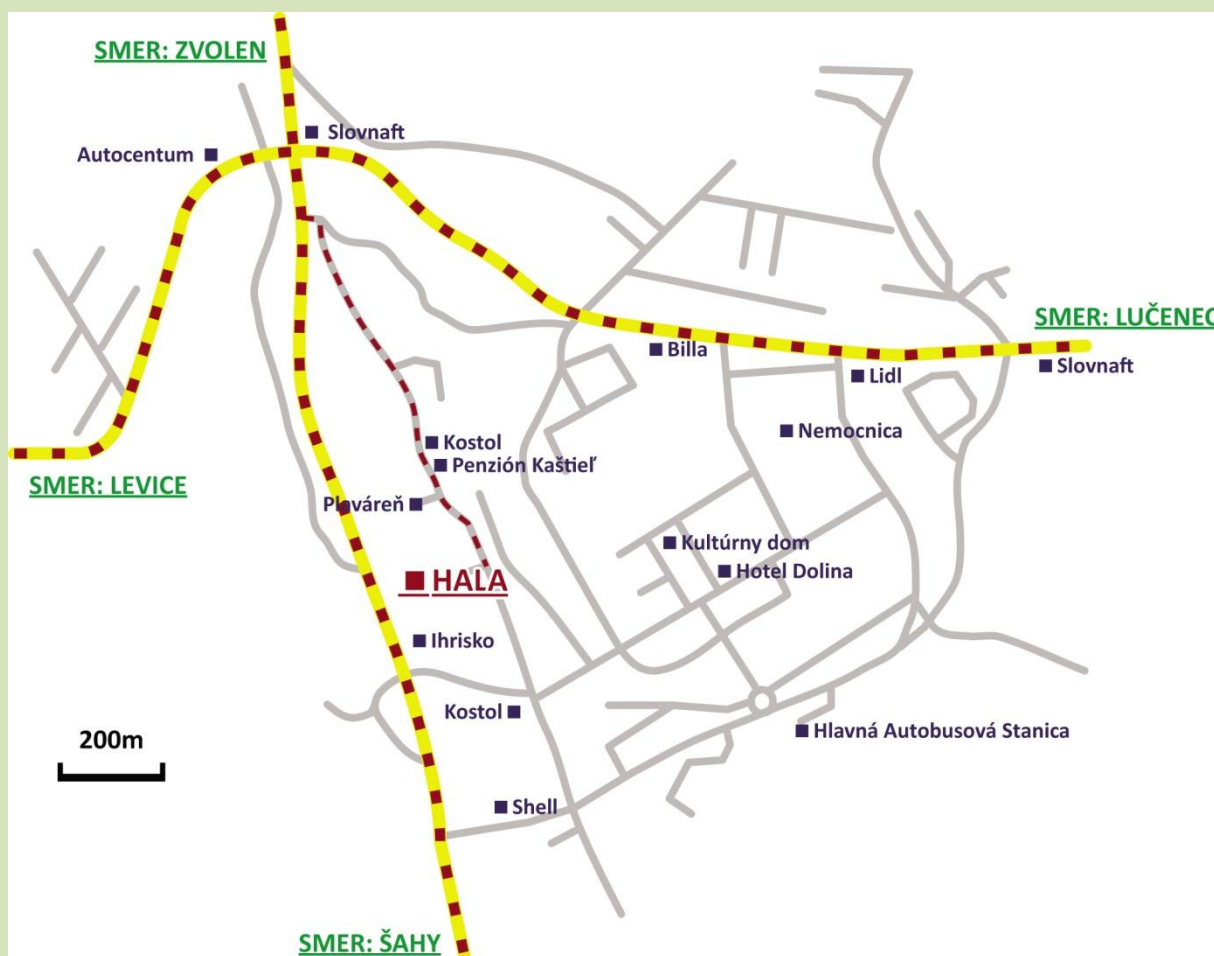 SMER: ZVOLEN
Slovnaft
Autocentum
SMER: LUČENEC
Billa
Slovnaft
Lidl
Nemocnica
Kostol
Penzión Kaštieľ
SMER: LEVICE
Plaváreň
Kultúrny dom
Hotel Dolina
HALA
Ihrisko
Kostol
Hlavná Autobusová Stanica
200m
Shell
SMER: ŠAHY